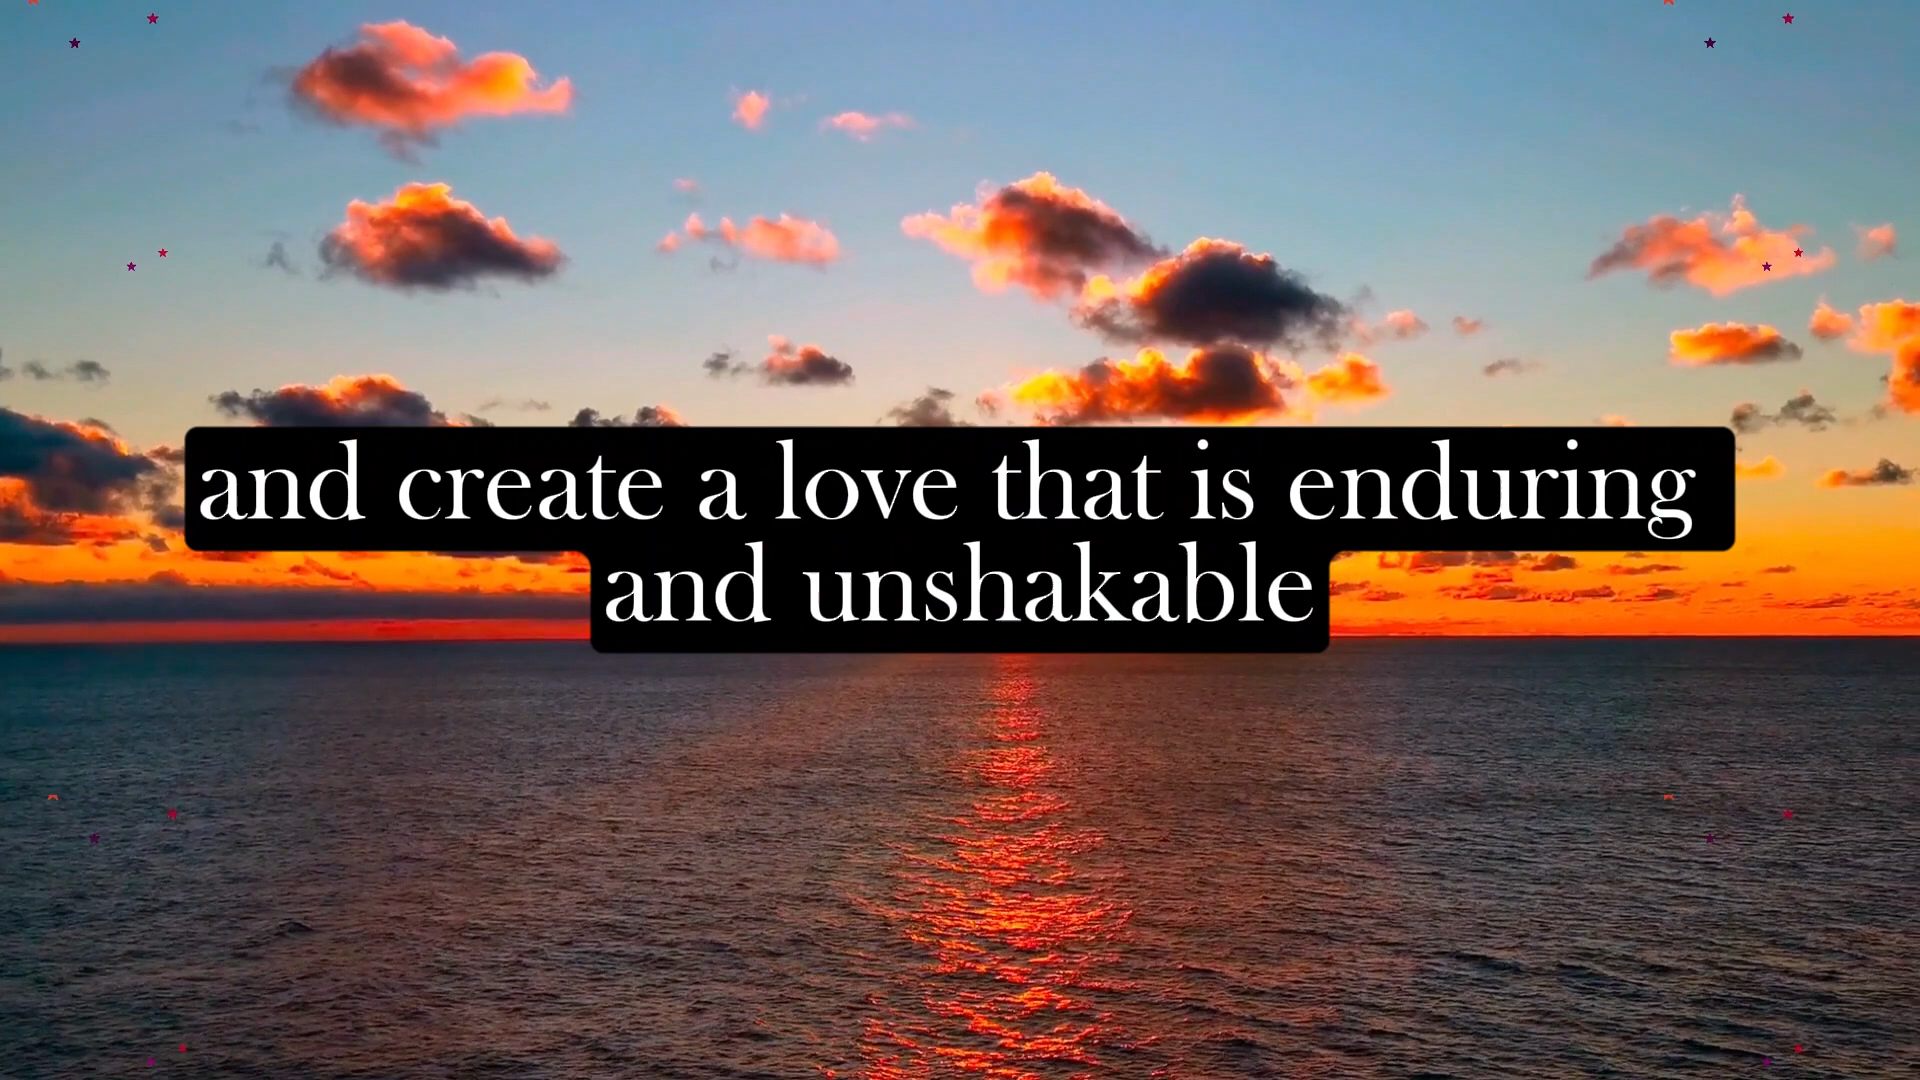 and create a love that is enduring
and unshakable